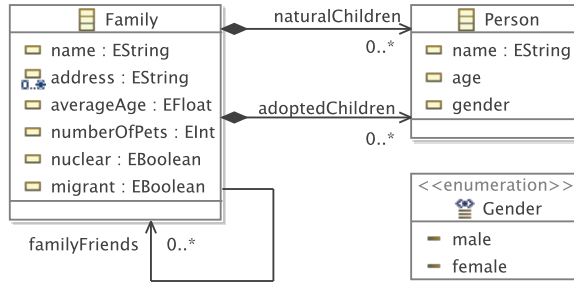 Family
name : EString
0..*
address : EString
averageAge : EFloat
numberOfPets : EInt
nuclear : EBoolean
migrant : EBoolean
naturalChildren
0..*
adoptedChildren
0..*
familyFriends
0..*
Person
name : EString
age
gender
<<enumeration>>
Gender
male
female